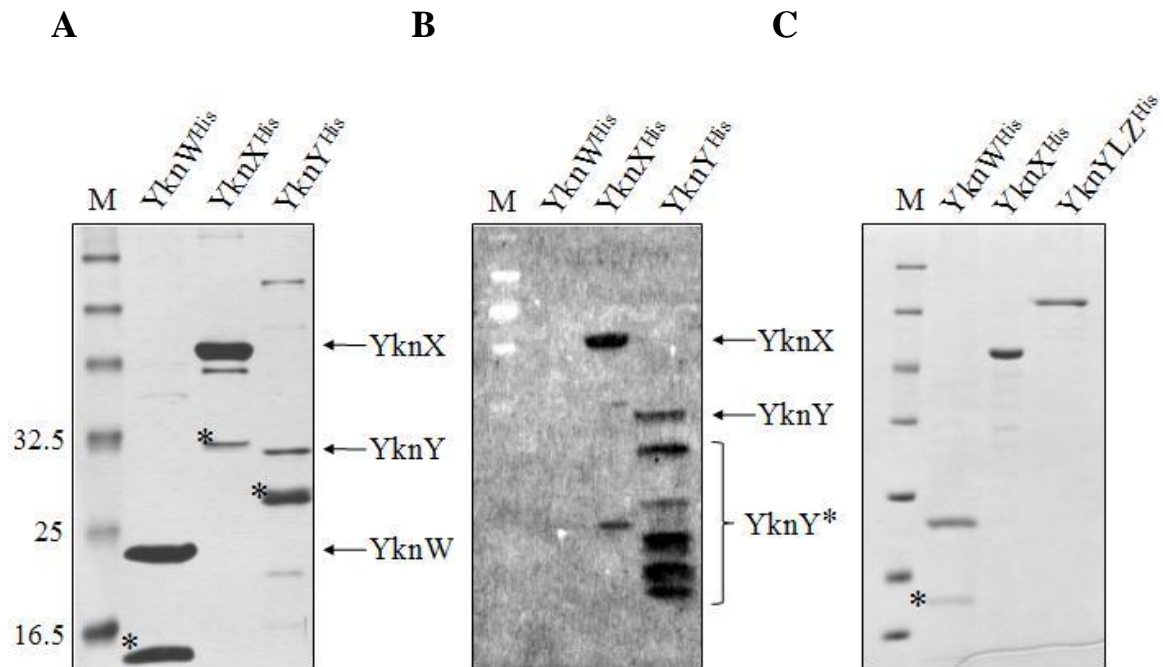 A
B
C
M YknW^His YknX^His YknY^His
M YknW^His YknX^His YknY^His
M YknW^His YknX^His YknYLZ^His
YknX
YknX
YknY
32.5 *
YknY
*
YknY*
25
YknW
*
16.5 *